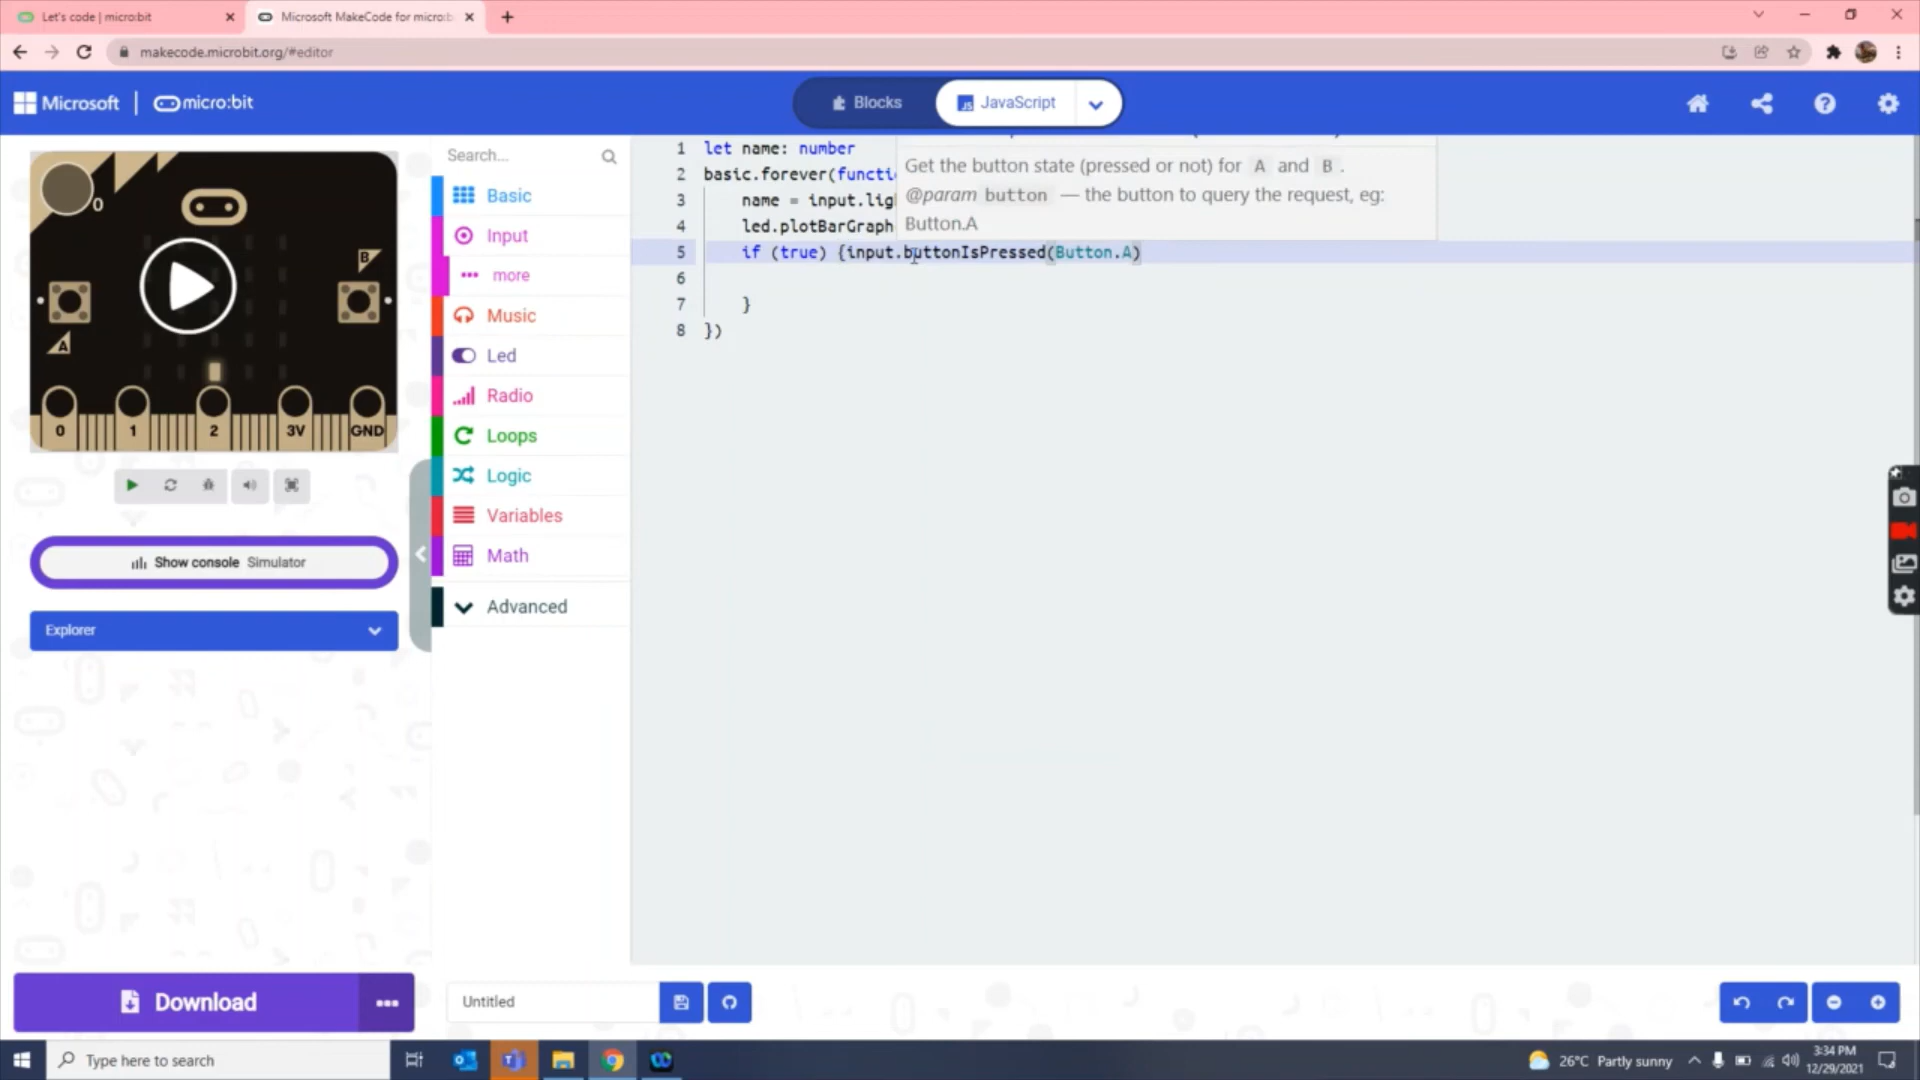 Let's code | micro:bit
Microsoft MakeCode for micro:b
makecode.microbit.org/#editor
Microsoft | micro:bit
Blocks
JS JavaScript
0
B
A
0 1 2 3V GND
Show console Simulator
Explorer
Download
Search...
Basic
Input
more
Music
Led
Radio
Loops
Logic
Variables
Math
Advanced
1 let name: number
2 basic.forever(functi
3 name = input.lig
4 led.plotBarGraph
5 if (true) {input.buttonIsPressed(Button.A)
6
7 }
8 })
Get the button state (pressed or not) for A and B .
@param button — the button to query the request, eg:
Button.A
Untitled
Type here to search
26°C Partly sunny
3:34 PM
12/29/2021